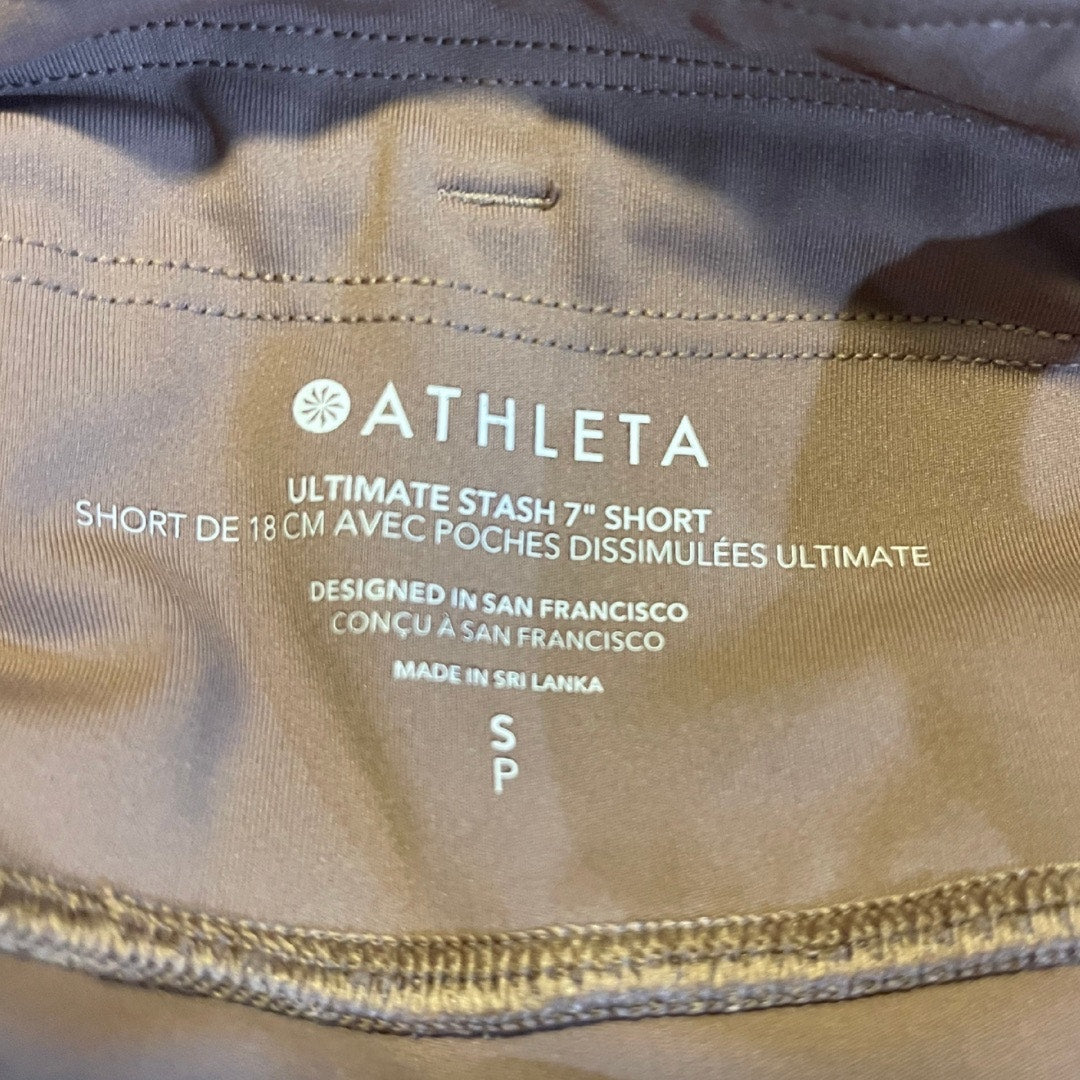 ATHLETA
ULTIMATE STASH 7" SHORT
SHORT DE 18 CM AVEC POCHES DISSIMULÉES ULTIMATE
DESIGNED IN SAN FRANCISCO
CONÇU À SAN FRANCISCO
MADE IN SRI LANKA
S
P